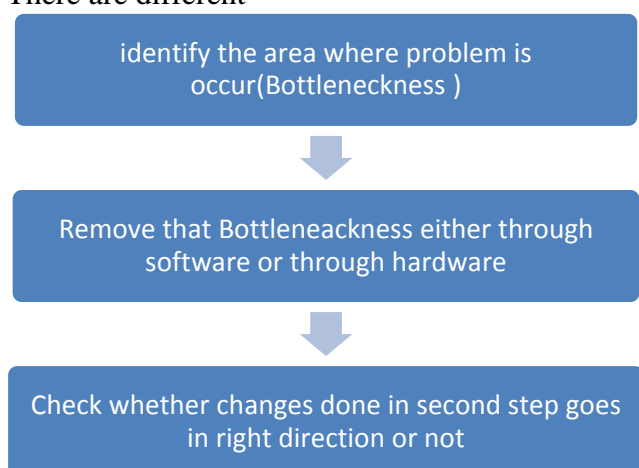 There are different
identify the area where problem is
occur(Bottleneckness )
Remove that Bottleneackness either through
software or through hardware
Check whether changes done in second step goes
in right direction or not